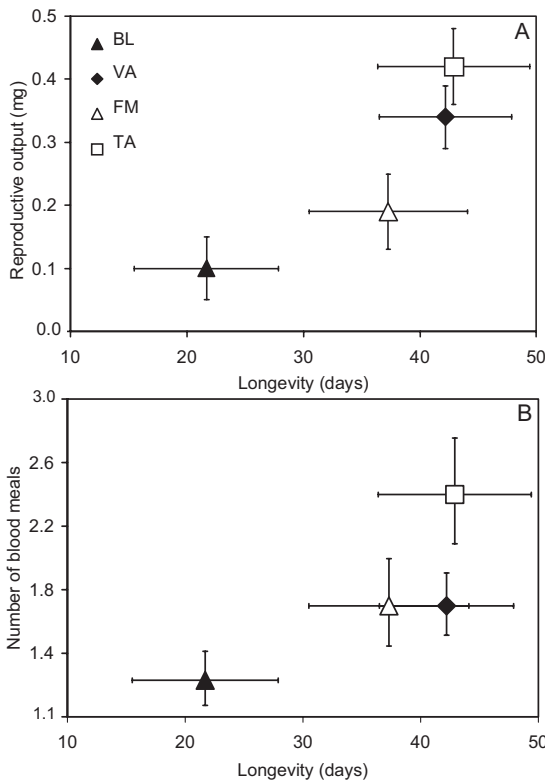 A
BL
VA
FM
TA
Reproductive output (mg)
0.5
0.4
0.3
0.2
0.1
0.0
10 20 30 40 50
Longevity (days)
B
Number of blood meals
3.0
2.6
2.2
1.8
1.4
1.1
10 20 30 40 50
Longevity (days)